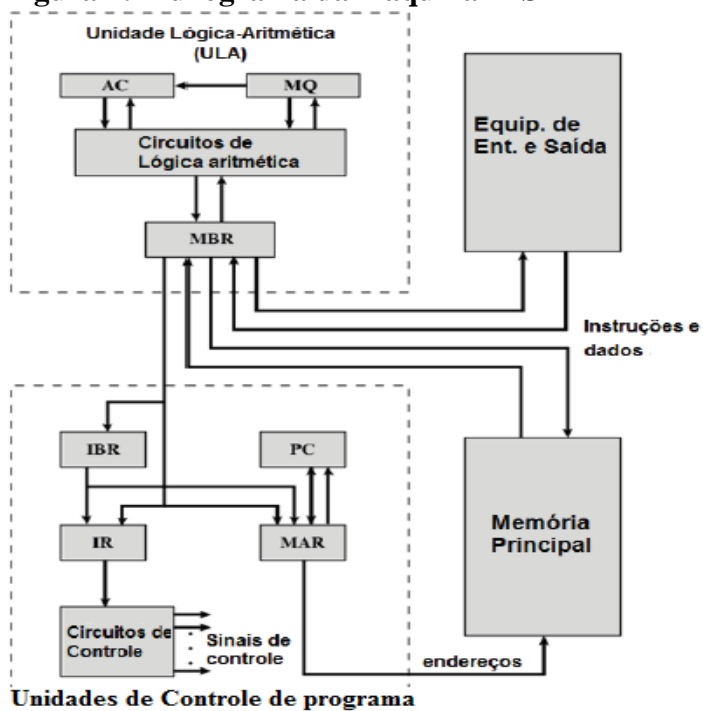 Unidade Lógica-Aritmética
(ULA)
AC
MQ
Circuitos de
Lógica aritmética
MBR
Equip. de
Ent. e Saída
Instruções e
dados
IBR
PC
IR
MAR
Memória
Principal
Circuitos de
Controle
Sinais de
controle
endereços
Unidades de Controle de programa